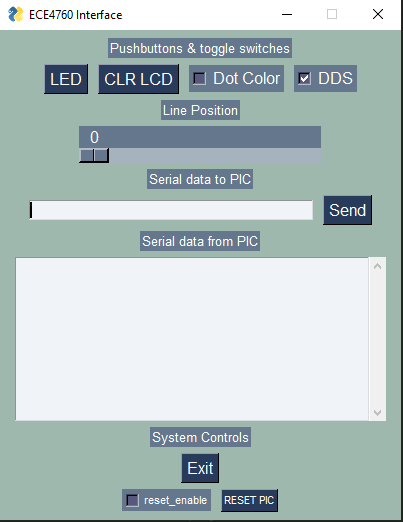 ECE4760 Interface
Pushbuttons & toggle switches
LED CLR LCD Dot Color DDS
Line Position
0
Serial data to PIC
Send
Serial data from PIC
System Controls
Exit
reset_enable RESET PIC